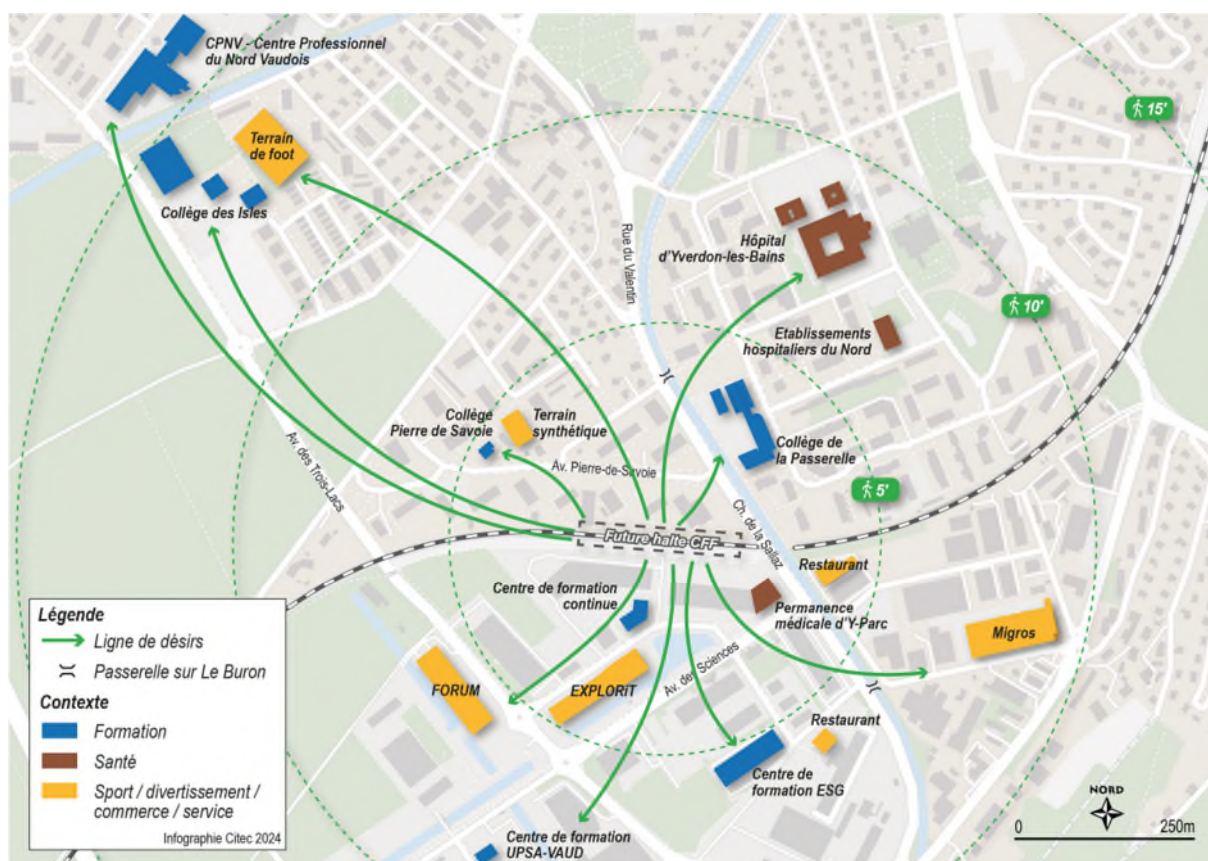 CPNV - Centre Professionnel
du Nord Vaudois
15'
Terrain
de foot
Collège des Isles
Rue du Valentin
Hôpital
d'Yverdon-les-Bains
10'
Etablissements
hospitaliers du Nord
Collège
Pierre de Savoie
Terrain
synthétique
Av. des Trois-Lacs
Av. Pierre-de-Savoie
Collège de
la Passerelle
5'
Ch. de la Sallaz
Future halte CFF
Restaurant
Centre de formation
continue
Permanence
médicale d'Y-Parc
Migros
FORUM
EXPLORiT
Av. des Sciences
Restaurant
Centre de
formation ESG
Centre de formation
UPSA-VAUD
Légende
Ligne de désirs
Passerelle sur Le Buron
Contexte
Formation
Santé
Sport / divertissement /
commerce / service
Infographie Citec 2024
NORD
0 250m